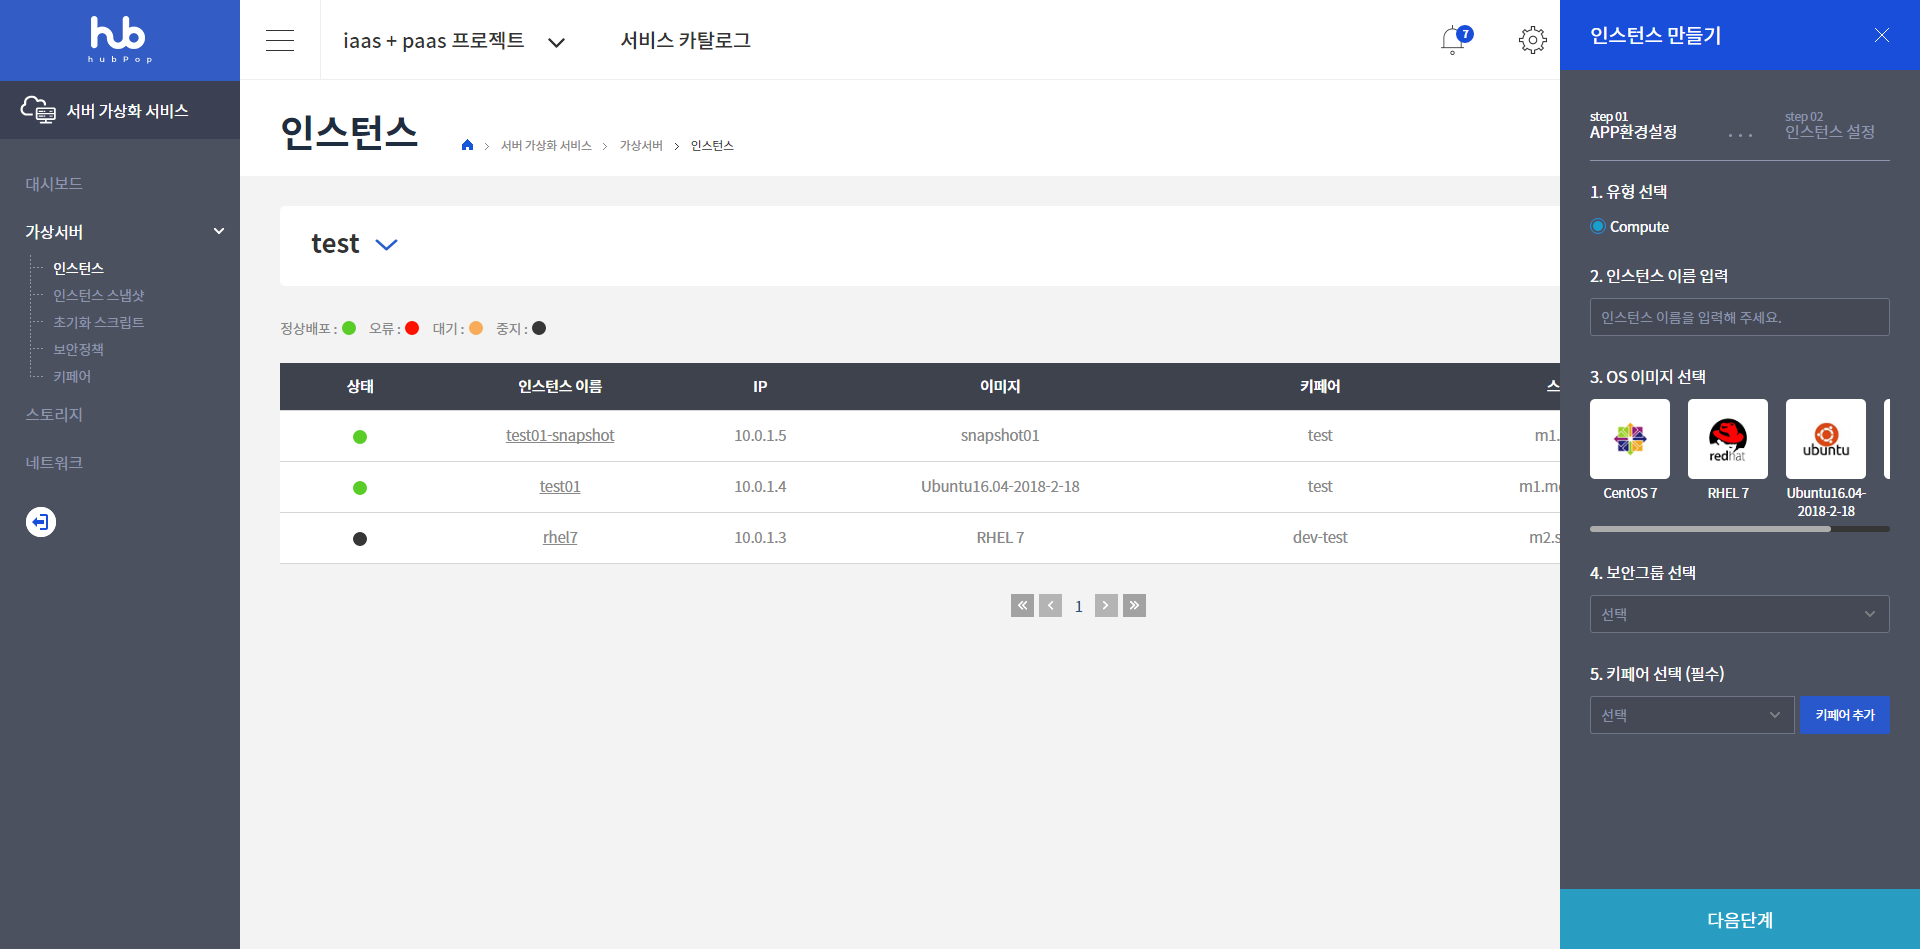 hub
hubPop
서버 가상화 서비스
대시보드
가상서버
인스턴스
인스턴스 스냅샷
초기화 스크립트
보안정책
키페어
스토리지
네트워크
iaas + paas 프로젝트
서비스 카탈로그
7
인스턴스
서버 가상화 서비스
가상서버
인스턴스
test
정상배포 : 오류 : 대기 : 중지 :
상태 인스턴스 이름 IP 이미지 키페어 스
test01-snapshot 10.0.1.5 snapshot01 test m1.
test01 10.0.1.4 Ubuntu16.04-2018-2-18 test m1.me
rhel7 10.0.1.3 RHEL 7 dev-test m2.s
1
인스턴스 만들기
step 01
APP환경설정
...
step 02
인스턴스 설정
1. 유형 선택
Compute
2. 인스턴스 이름 입력
인스턴스 이름을 입력해 주세요.
3. OS 이미지 선택
redhat
ubuntu
CentOS 7
RHEL 7
Ubuntu16.04-
2018-2-18
4. 보안그룹 선택
선택
5. 키페어 선택 (필수)
선택
키페어 추가
다음단계